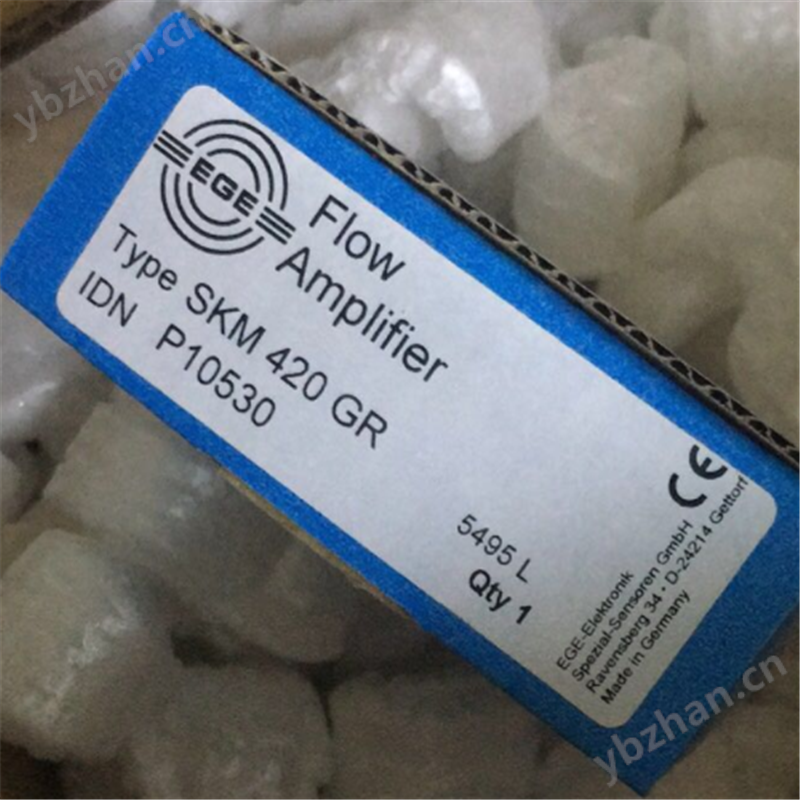 ybzhan.cn
EGE
Flow
Amplifier
Type SKM 420 GR
IDN P10530
5495 L
Qty 1
CE
EGE-Elektronik
Spezial-Sensoren GmbH
Ravensberg 34 · D-24214 Gettorf
Made in Germany
ybzhan.cn